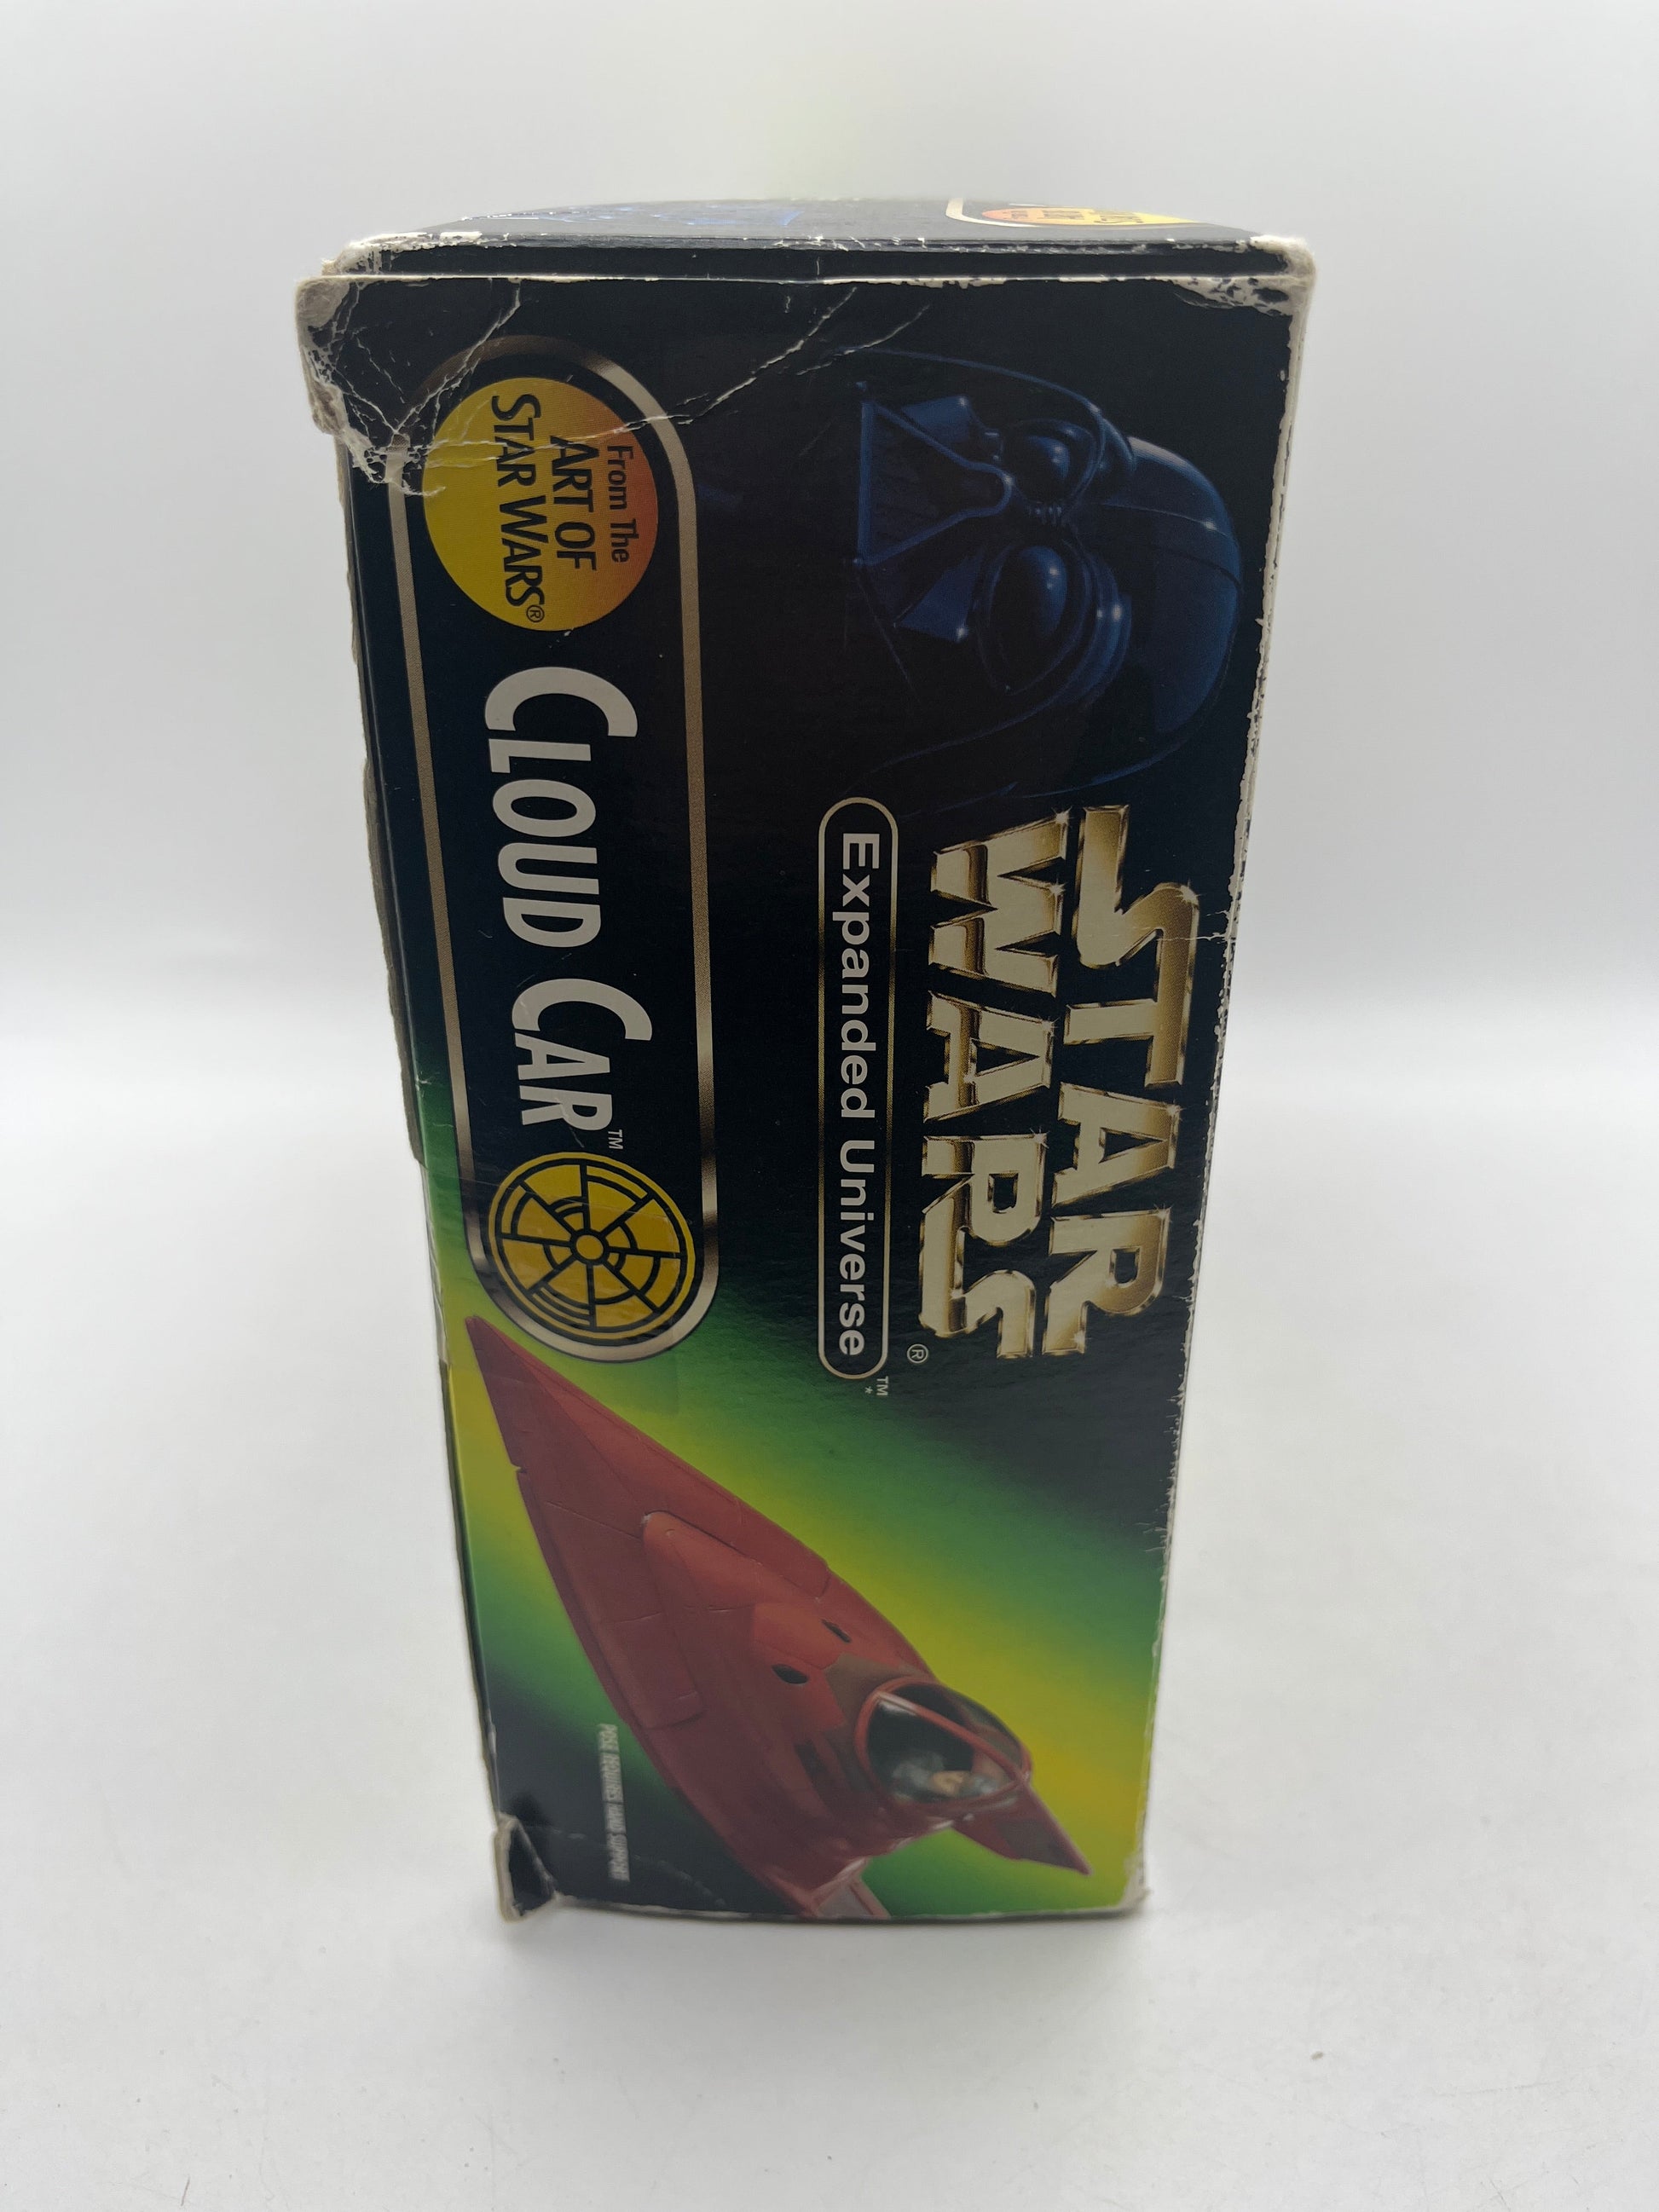 STAR
WARS®
Expanded Universe™*
From The
ART OF
STAR WARS®
CLOUD CAR™
POSE REQUIRES HAND SUPPORT